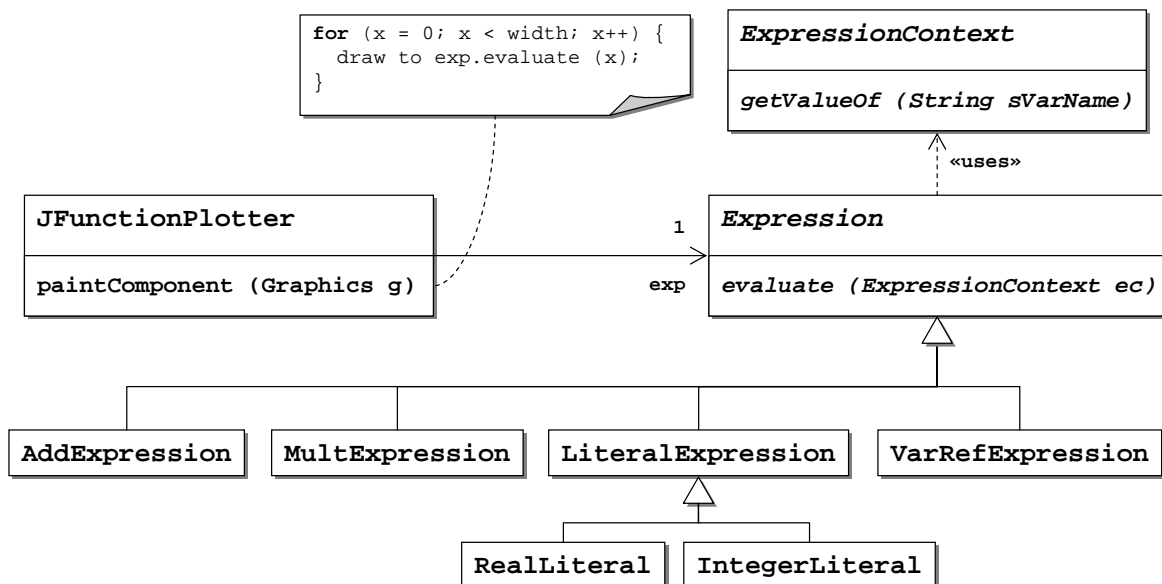 for (x = 0; x < width; x++) {
draw to exp.evaluate (x);
}
ExpressionContext
getValueOf (String sVarName)
«uses»
JFunctionPlotter
paintComponent (Graphics g)
1
exp
Expression
evaluate (ExpressionContext ec)
AddExpression
MultExpression
LiteralExpression
VarRefExpression
RealLiteral
IntegerLiteral